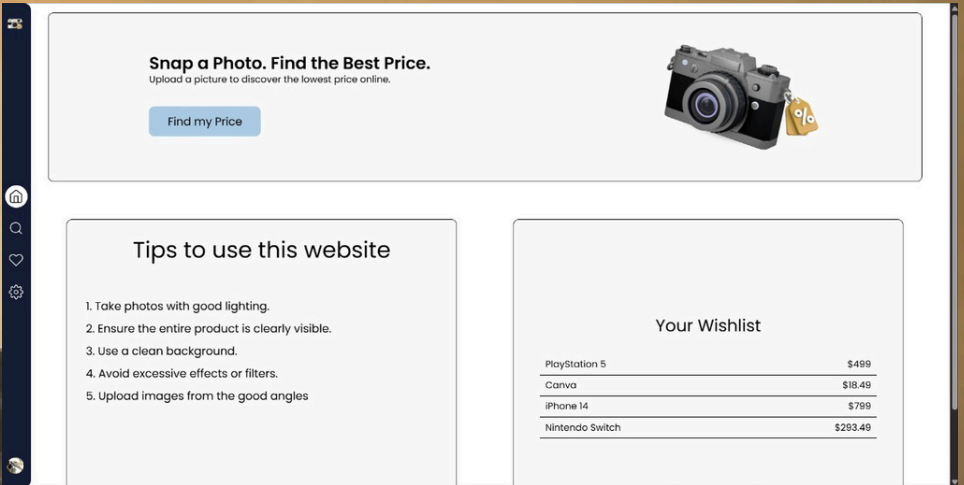 Snap a Photo. Find the Best Price.
Upload a picture to discover the lowest price online.
Find my Price
%
Tips to use this website
1. Take photos with good lighting.
2. Ensure the entire product is clearly visible.
3. Use a clean background.
4. Avoid excessive effects or filters.
5. Upload images from the good angles
Your Wishlist
PlayStation 5 $499
Canva $18.49
iPhone 14 $799
Nintendo Switch $293.49